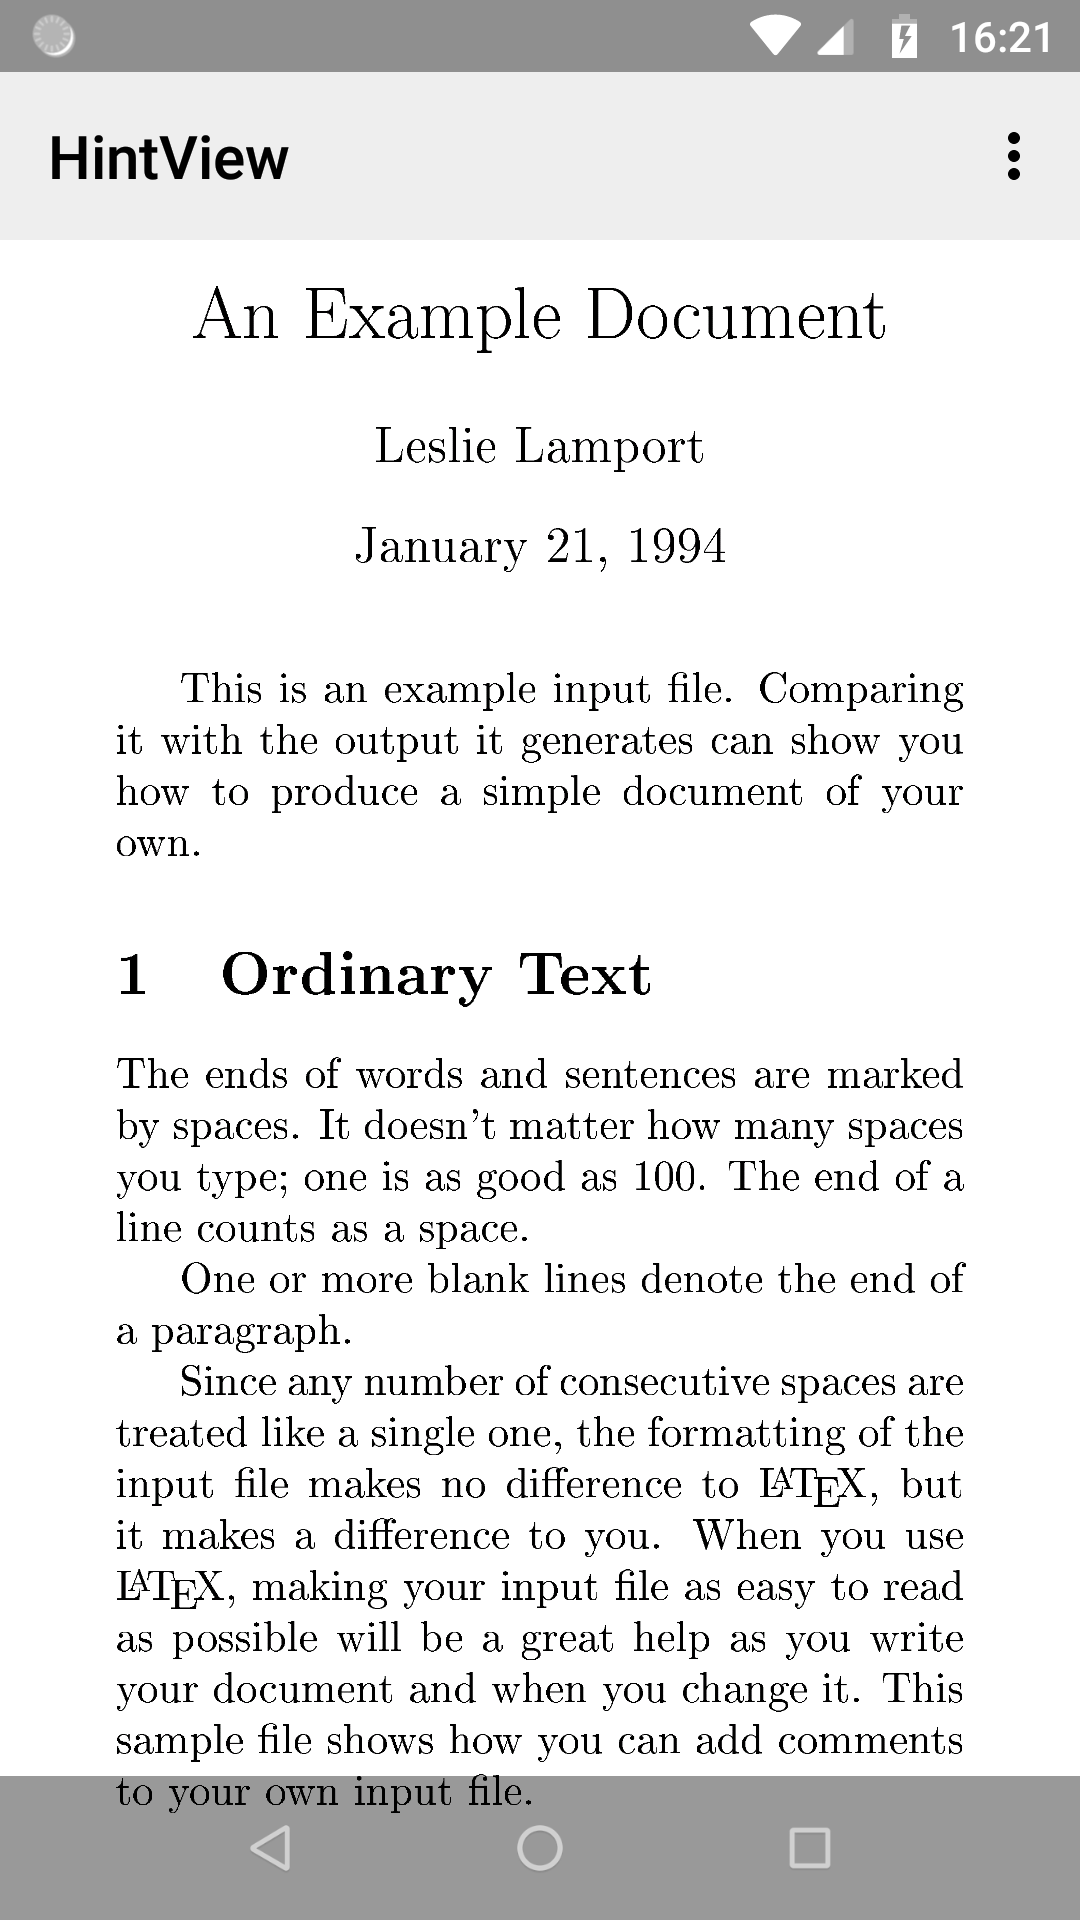 16:21
HintView
An Example Document
Leslie Lamport
January 21, 1994
This is an example input file. Comparing
it with the output it generates can show you
how to produce a simple document of your
own.
1 Ordinary Text
The ends of words and sentences are marked
by spaces. It doesn't matter how many spaces
you type; one is as good as 100. The end of a
line counts as a space.
One or more blank lines denote the end of
a paragraph.
Since any number of consecutive spaces are
treated like a single one, the formatting of the
input file makes no difference to LATEX, but
it makes a difference to you. When you use
LATEX, making your input file as easy to read
as possible will be a great help as you write
your document and when you change it. This
sample file shows how you can add comments
to your own input file.